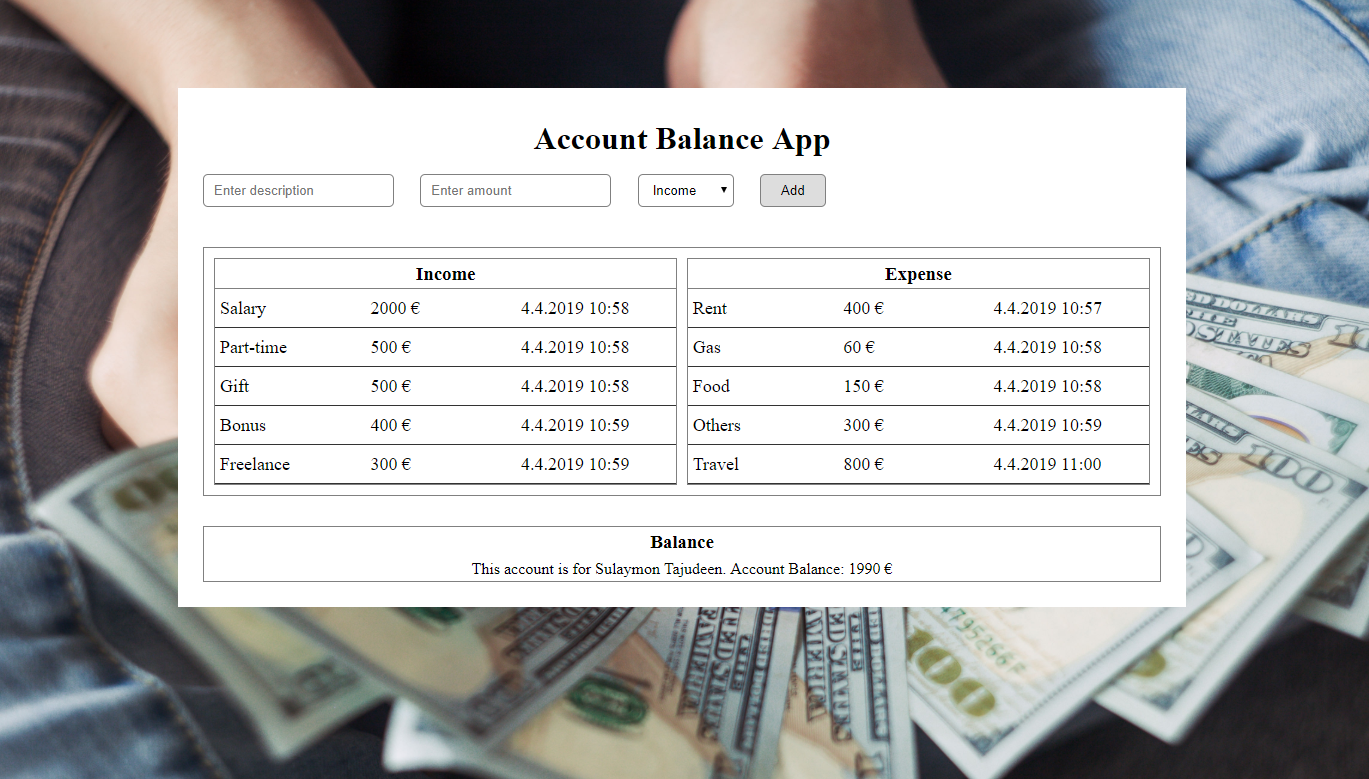 Account Balance App
Enter description Enter amount Income Add
Income Expense
Salary 2000 € 4.4.2019 10:58 Rent 400 € 4.4.2019 10:57
Part-time 500 € 4.4.2019 10:58 Gas 60 € 4.4.2019 10:58
Gift 500 € 4.4.2019 10:58 Food 150 € 4.4.2019 10:58
Bonus 400 € 4.4.2019 10:59 Others 300 € 4.4.2019 10:59
Freelance 300 € 4.4.2019 10:59 Travel 800 € 4.4.2019 11:00
Balance
This account is for Sulaymon Tajudeen. Account Balance: 1990 €
100
100